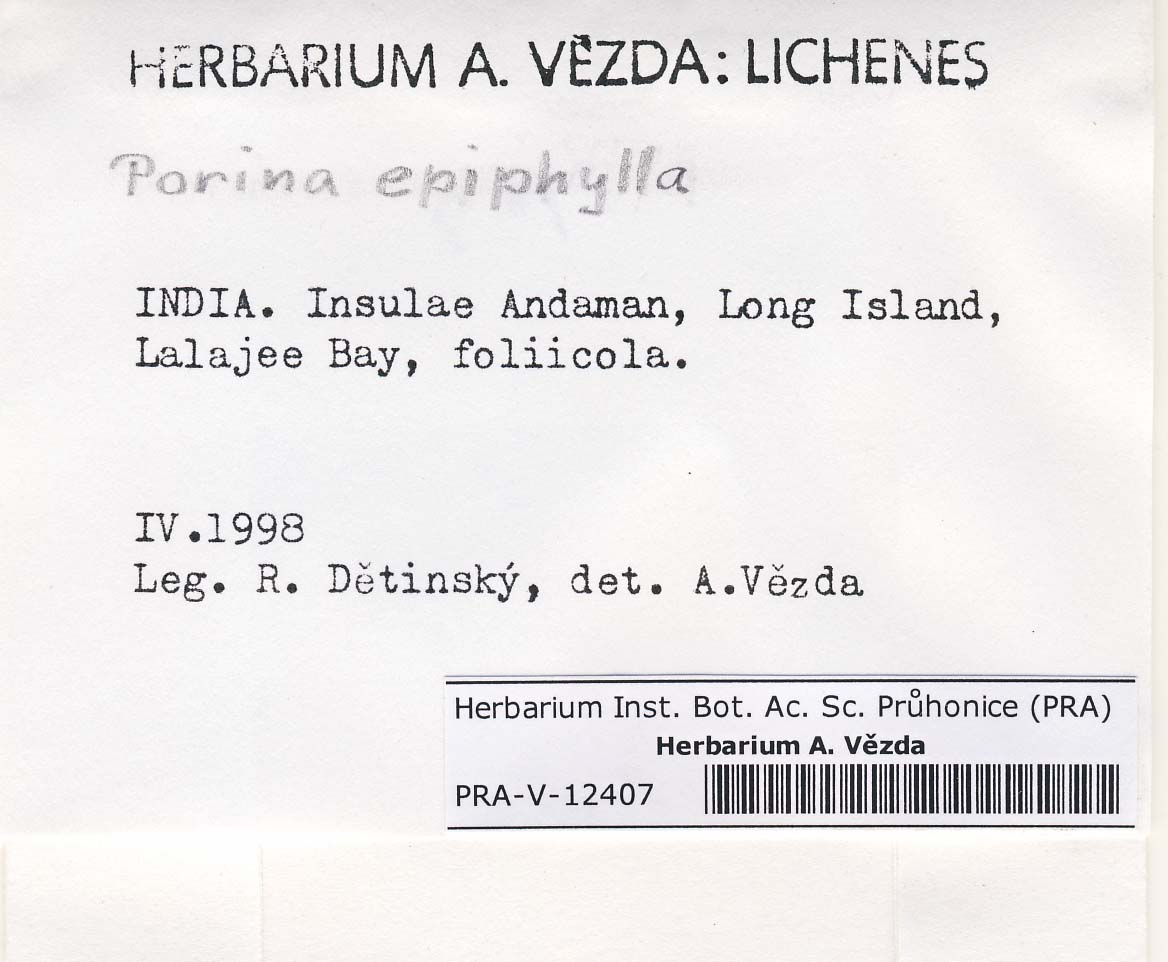 HERBARIUM A. VĚZDA: LICHENES
Porina epiphylla
INDIA. Insulae Andaman, Long Island,
Lalajee Bay, foliicola.
IV.1998
Leg. R. Dětinský, det. A.Vězda
Herbarium Inst. Bot. Ac. Sc. Průhonice (PRA)
Herbarium A. Vězda
PRA-V-12407